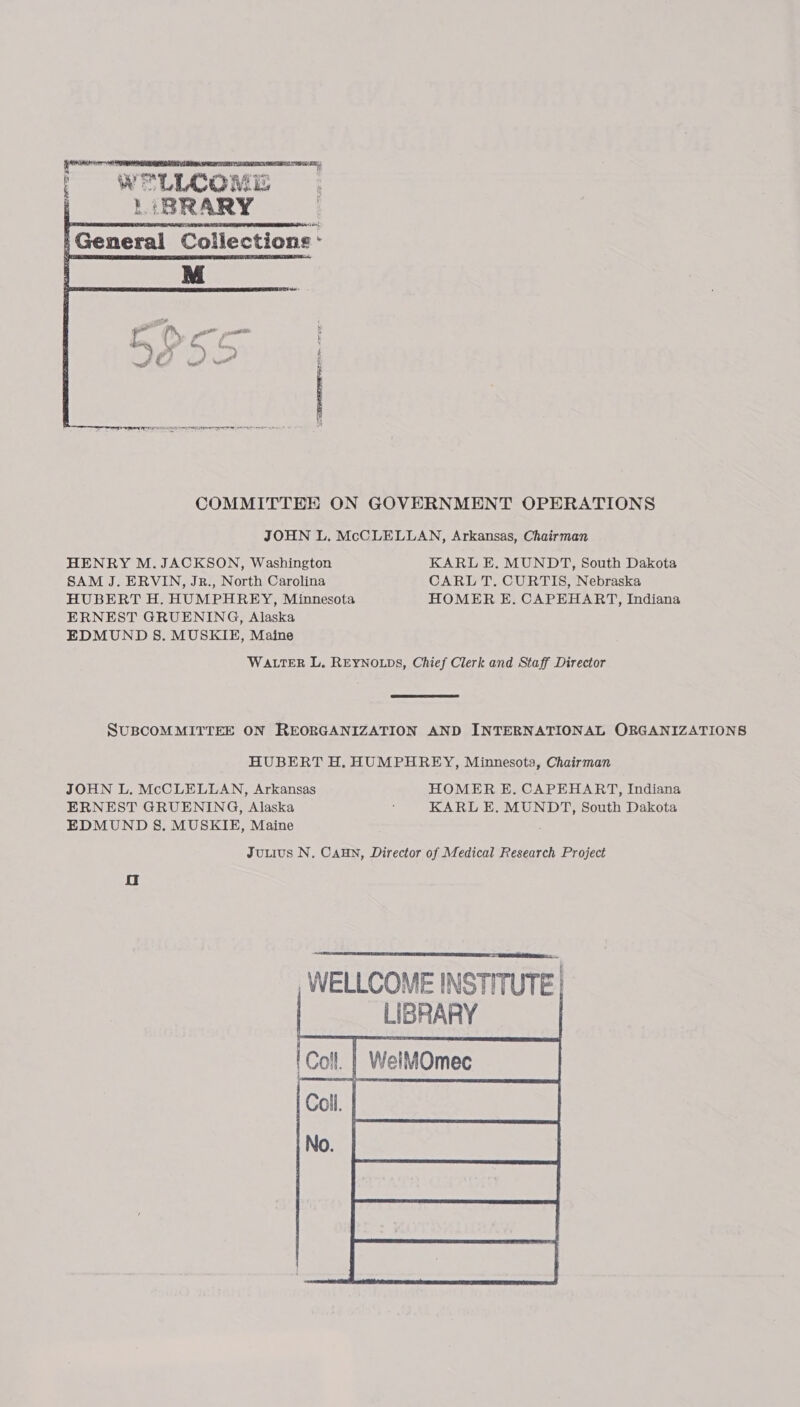 WELLCOME
LIBRARY
General Collections
M
5855
COMMITTEE ON GOVERNMENT OPERATIONS
JOHN L. McCLELLAN, Arkansas, Chairman
HENRY M. JACKSON, Washington KARL E. MUNDT, South Dakota
SAM J. ERVIN, JR., North Carolina CARL T. CURTIS, Nebraska
HUBERT H. HUMPHREY, Minnesota HOMER E. CAPEHART, Indiana
ERNEST GRUENING, Alaska
EDMUND S. MUSKIE, Maine
WALTER L. REYNOLDS, Chief Clerk and Staff Director
SUBCOMMITTEE ON REORGANIZATION AND INTERNATIONAL ORGANIZATIONS
HUBERT H. HUMPHREY, Minnesota, Chairman
JOHN L. McCLELLAN, Arkansas HOMER E. CAPEHART, Indiana
ERNEST GRUENING, Alaska KARL E. MUNDT, South Dakota
EDMUND S. MUSKIE, Maine
JULIUS N. CAHN, Director of Medical Research Project
II
WELLCOME INSTITUTE
LIBRARY
Coll. WelMOmec
Coll.
No.